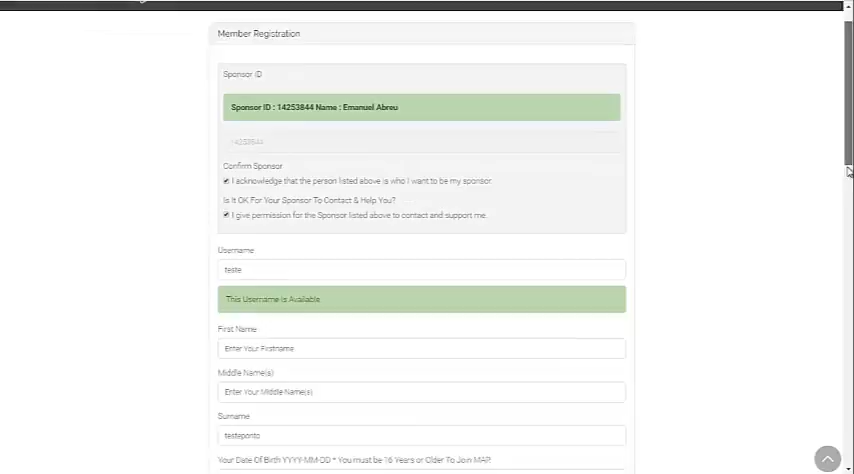 Member Registration
Sponsor ID
Sponsor ID : 14253844 Name : Emanuel Abreu
14253844
Confirm Sponsor
I acknowledge that the person listed above is who I want to be my sponsor.
Is It OK For Your Sponsor To Contact & Help You?
I give permission for the Sponsor listed above to contact and support me.
Username
teste
This Username Is Available
First Name
Enter Your Firstname
Middle Name(s)
Enter Your Middle Name(s)
Surname
testeponto
Your Date Of Birth YYYY-MM-DD * You must be 16 Years or Older To Join MAP!